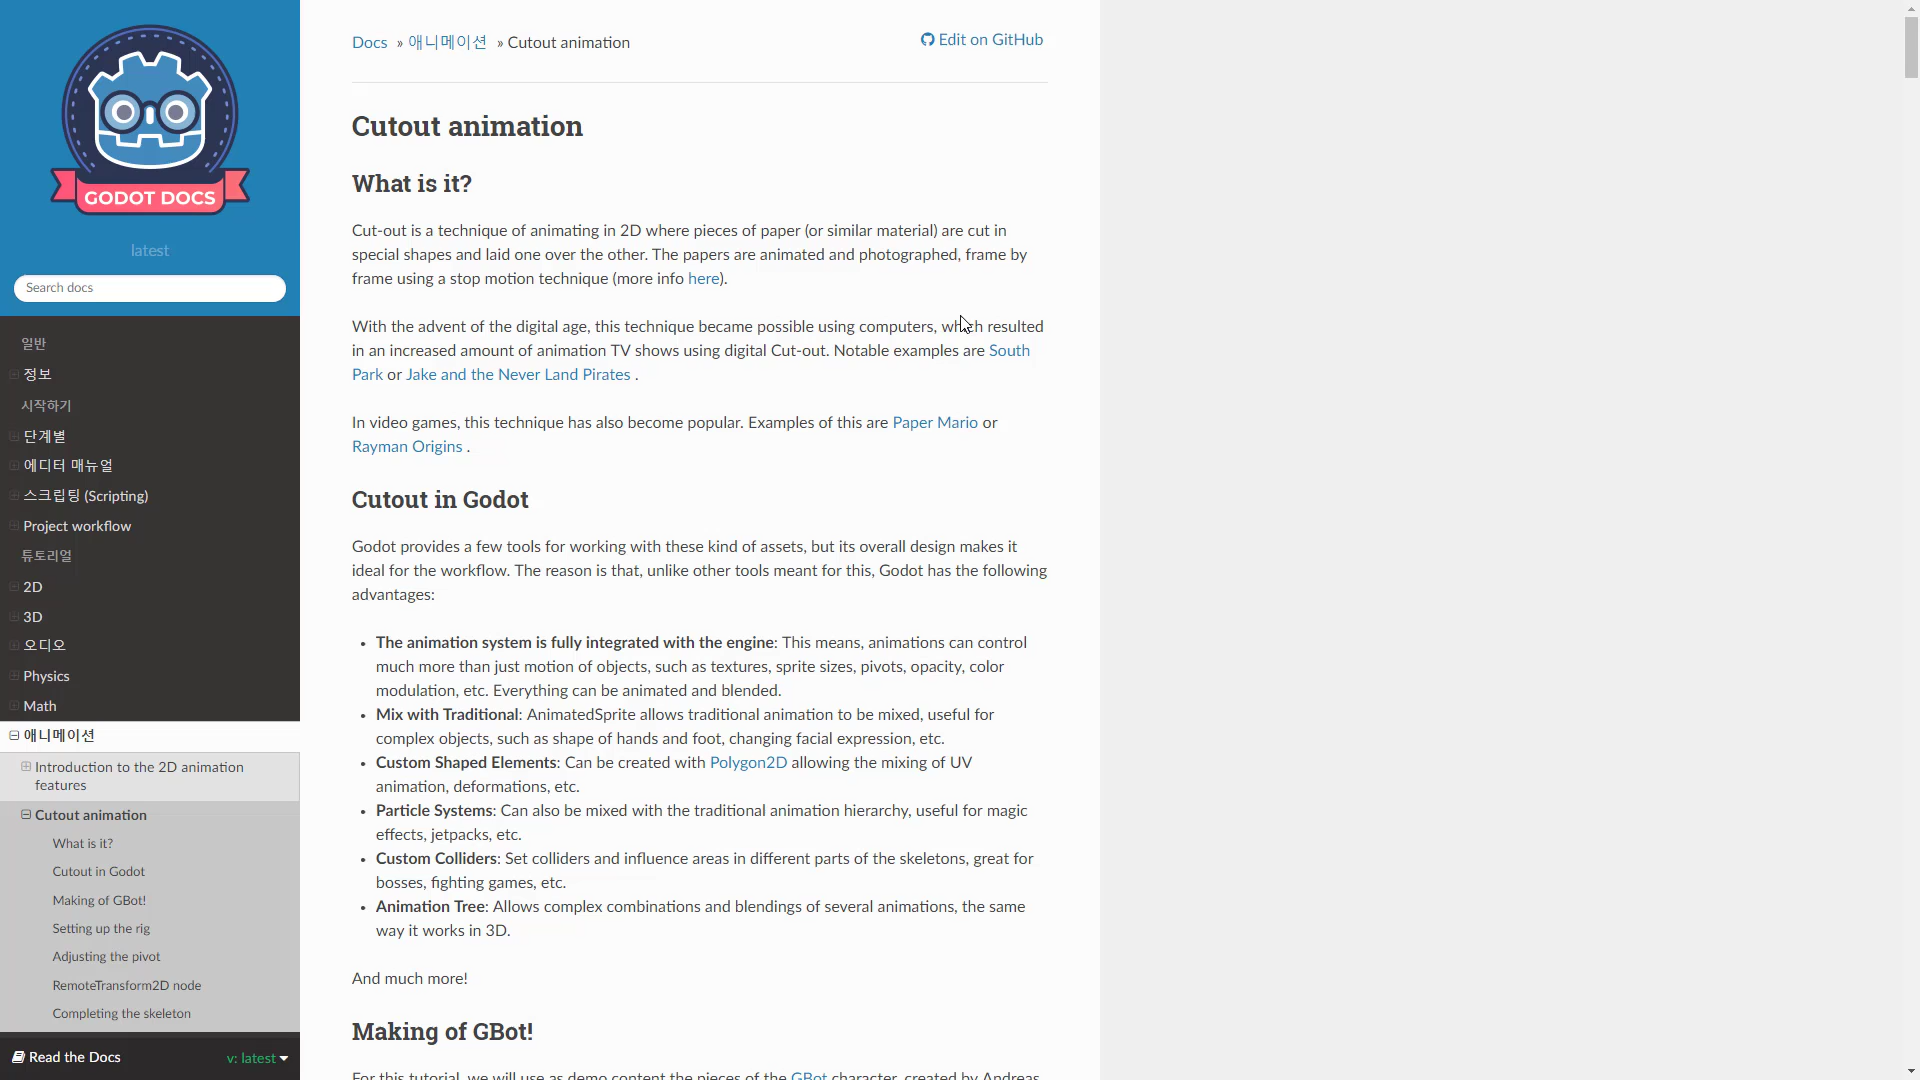 GODOT DOCS
latest
Search docs
일반
정보
시작하기
단계별
에디터 매뉴얼
스크립팅 (Scripting)
Project workflow
튜토리얼
2D
3D
오디오
Physics
Math
애니메이션
Introduction to the 2D animation
features
Cutout animation
What is it?
Cutout in Godot
Making of GBot!
Setting up the rig
Adjusting the pivot
RemoteTransform2D node
Completing the skeleton
Read the Docs
v: latest
Docs » 애니메이션 » Cutout animation
Edit on GitHub
Cutout animation
What is it?
Cut-out is a technique of animating in 2D where pieces of paper (or similar material) are cut in
special shapes and laid one over the other. The papers are animated and photographed, frame by
frame using a stop motion technique (more info here).
With the advent of the digital age, this technique became possible using computers, which resulted
in an increased amount of animation TV shows using digital Cut-out. Notable examples are South
Park or Jake and the Never Land Pirates .
In video games, this technique has also become popular. Examples of this are Paper Mario or
Rayman Origins .
Cutout in Godot
Godot provides a few tools for working with these kind of assets, but its overall design makes it
ideal for the workflow. The reason is that, unlike other tools meant for this, Godot has the following
advantages:
• The animation system is fully integrated with the engine: This means, animations can control
much more than just motion of objects, such as textures, sprite sizes, pivots, opacity, color
modulation, etc. Everything can be animated and blended.
• Mix with Traditional: AnimatedSprite allows traditional animation to be mixed, useful for
complex objects, such as shape of hands and foot, changing facial expression, etc.
• Custom Shaped Elements: Can be created with Polygon2D allowing the mixing of UV
animation, deformations, etc.
• Particle Systems: Can also be mixed with the traditional animation hierarchy, useful for magic
effects, jetpacks, etc.
• Custom Colliders: Set colliders and influence areas in different parts of the skeletons, great for
bosses, fighting games, etc.
• Animation Tree: Allows complex combinations and blendings of several animations, the same
way it works in 3D.
And much more!
Making of GBot!
For this tutorial, we will use as demo content the pieces of the GBot character, created by Andreas